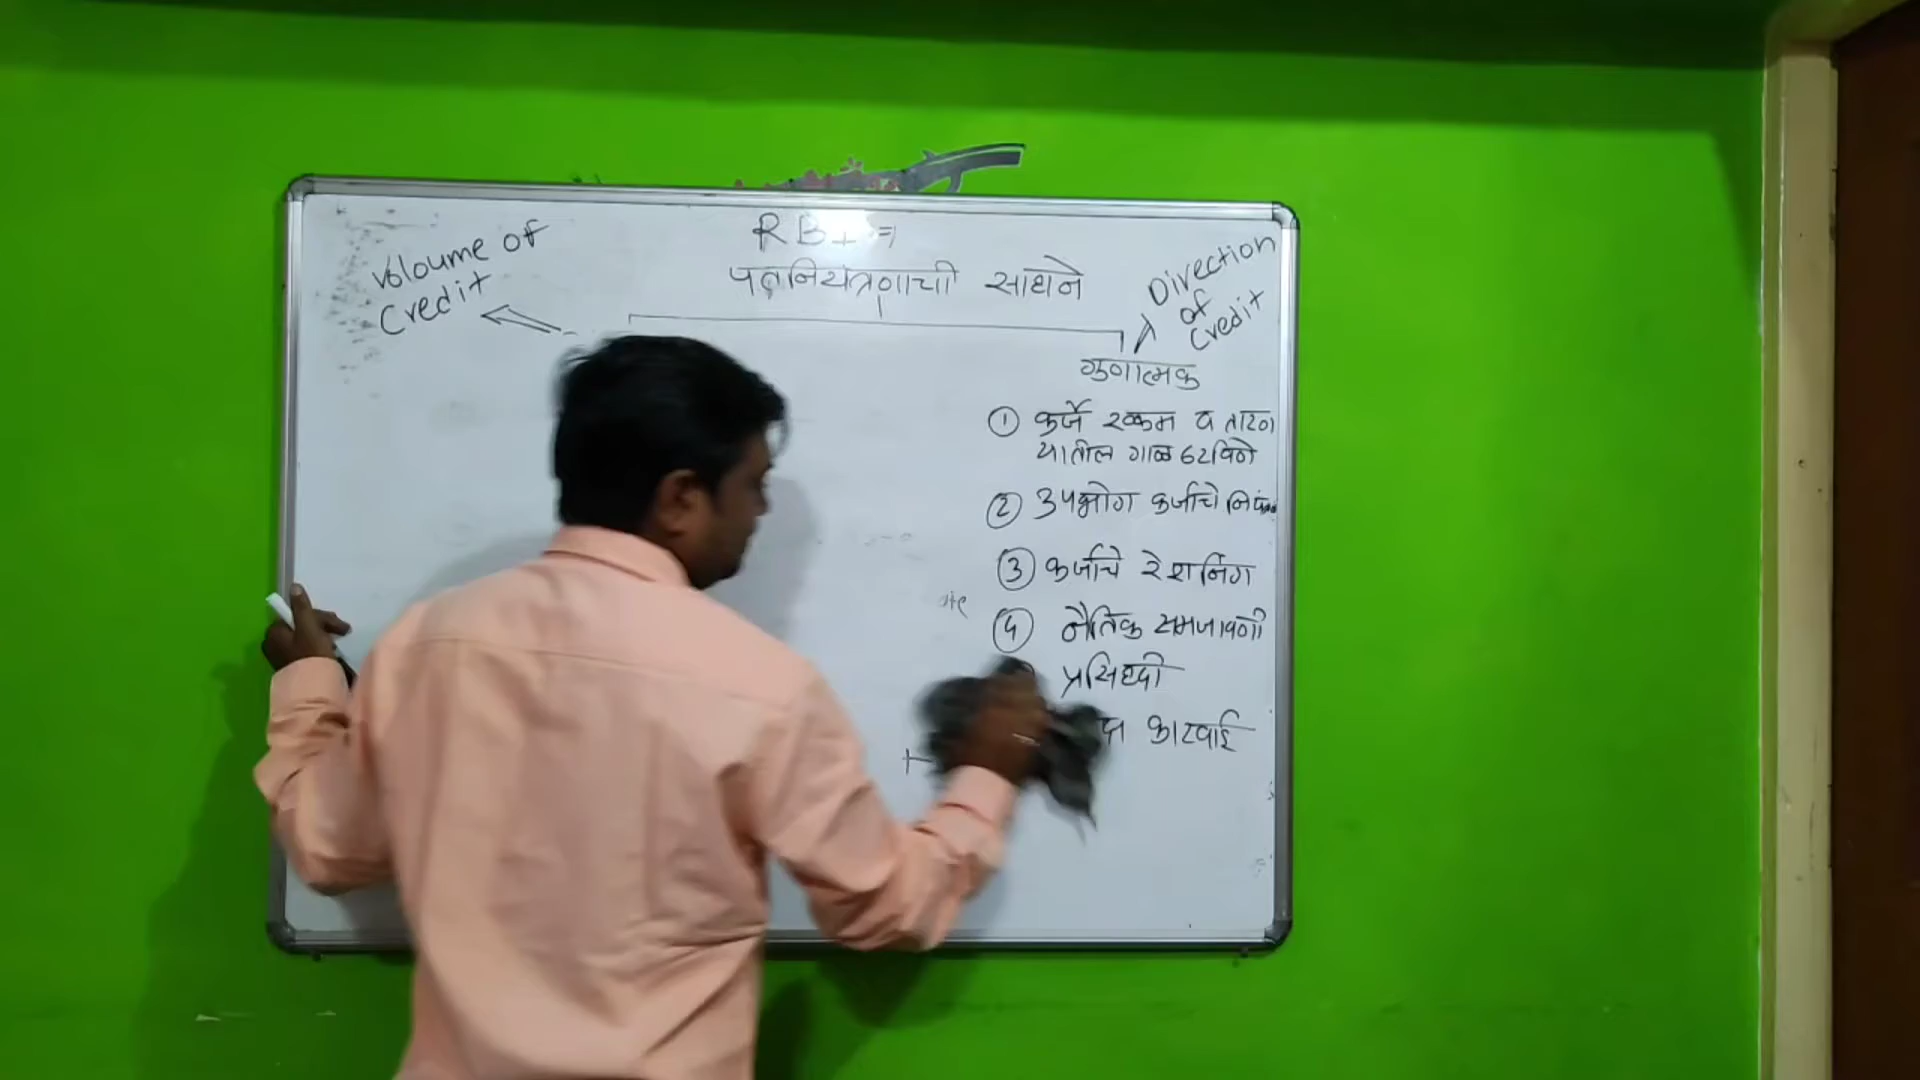 RBI =
पतनियंत्रणाची साधने
Voloume of
Credit
Direction
of
Credit
गुणात्मक
① कर्ज रक्कम व तारण
यातील गाळा ठरविणे
② उपभोग कर्जाचे
③ कर्जाचे रेशनिंग
④ नैतिक समजावणी
प्रसिध्दी
कारवाई